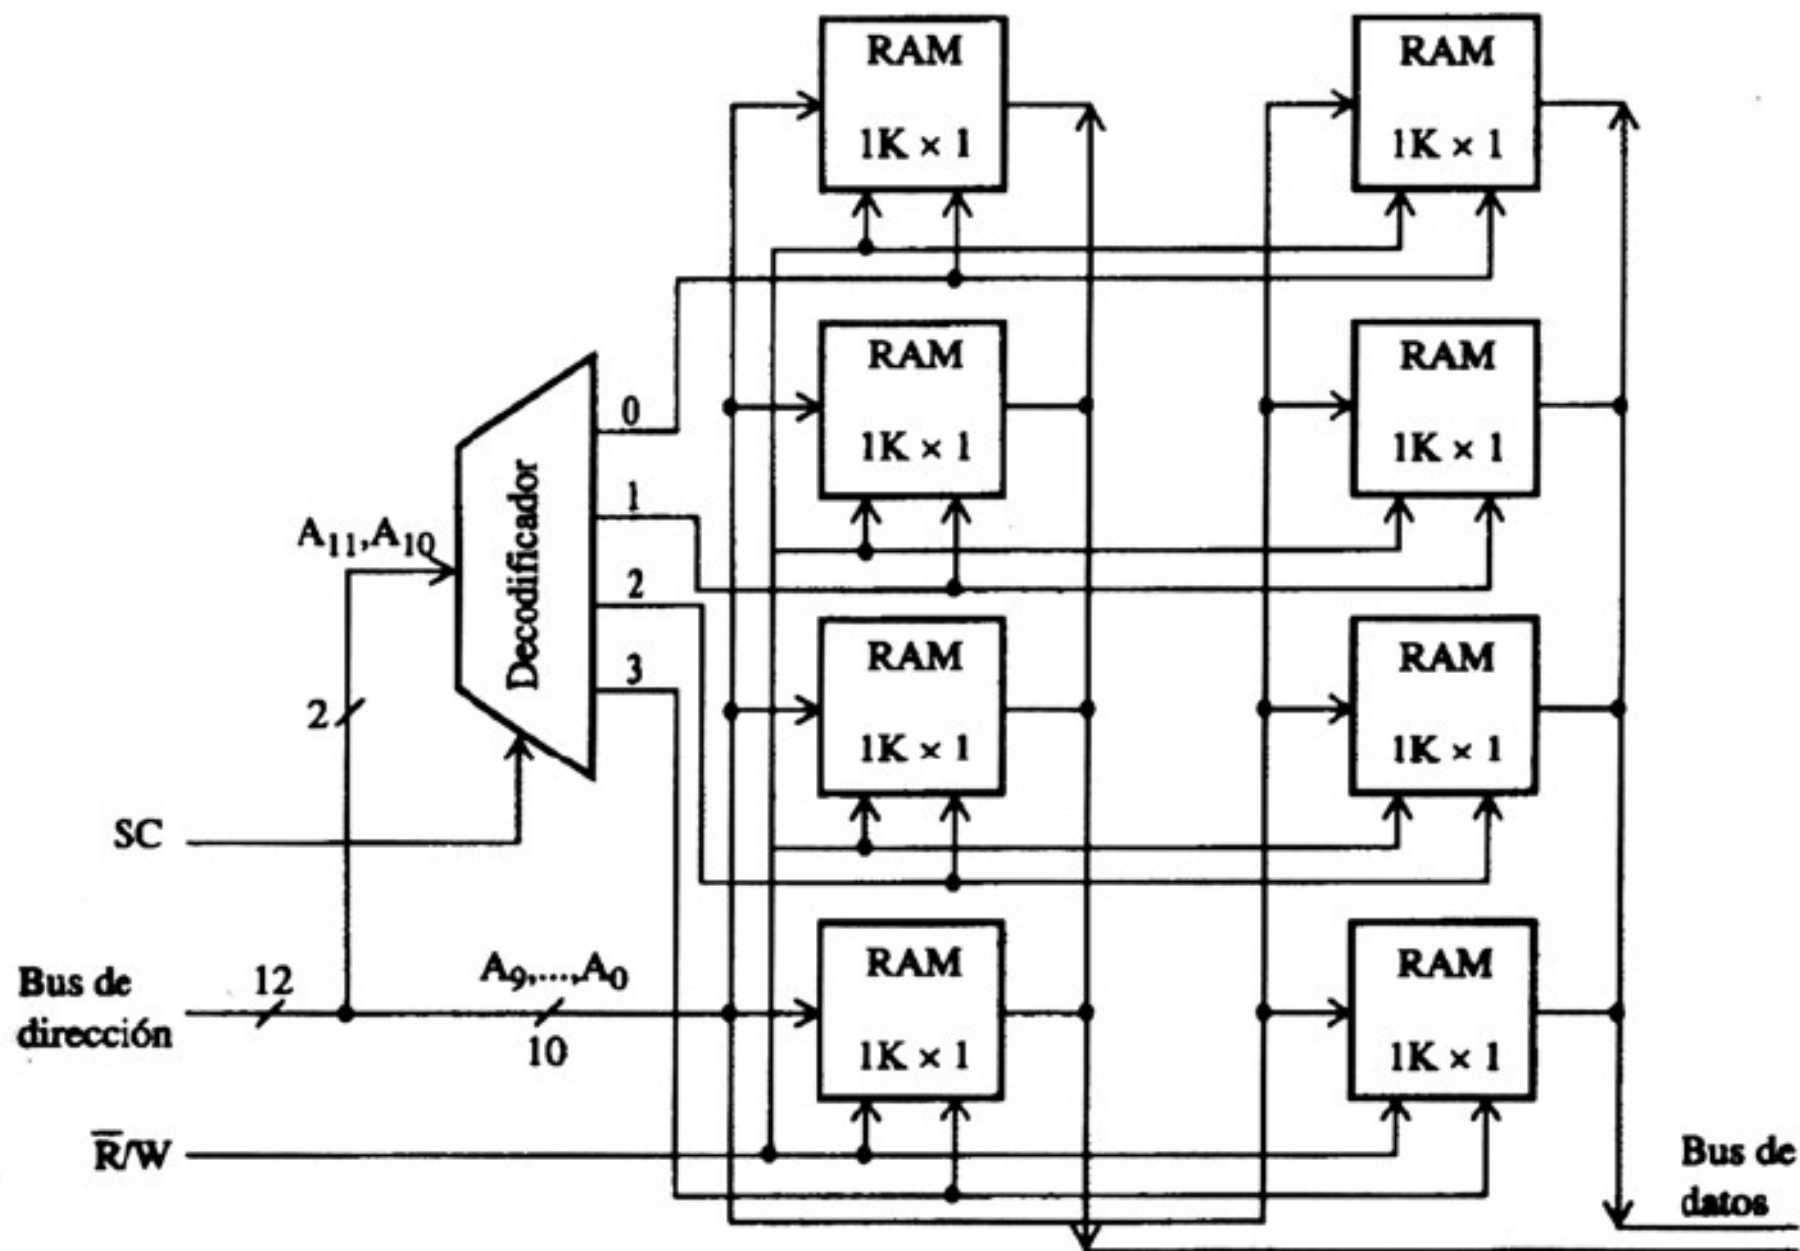 RAM
1K × 1
RAM
1K × 1
RAM
1K × 1
RAM
1K × 1
0
1
2
3
Decodificador
A₁₁,A₁₀
2
RAM
1K × 1
RAM
1K × 1
SC
Bus de
dirección
12
A₉,....,A₀
10
RAM
1K × 1
RAM
1K × 1
R̅/W
Bus de
datos